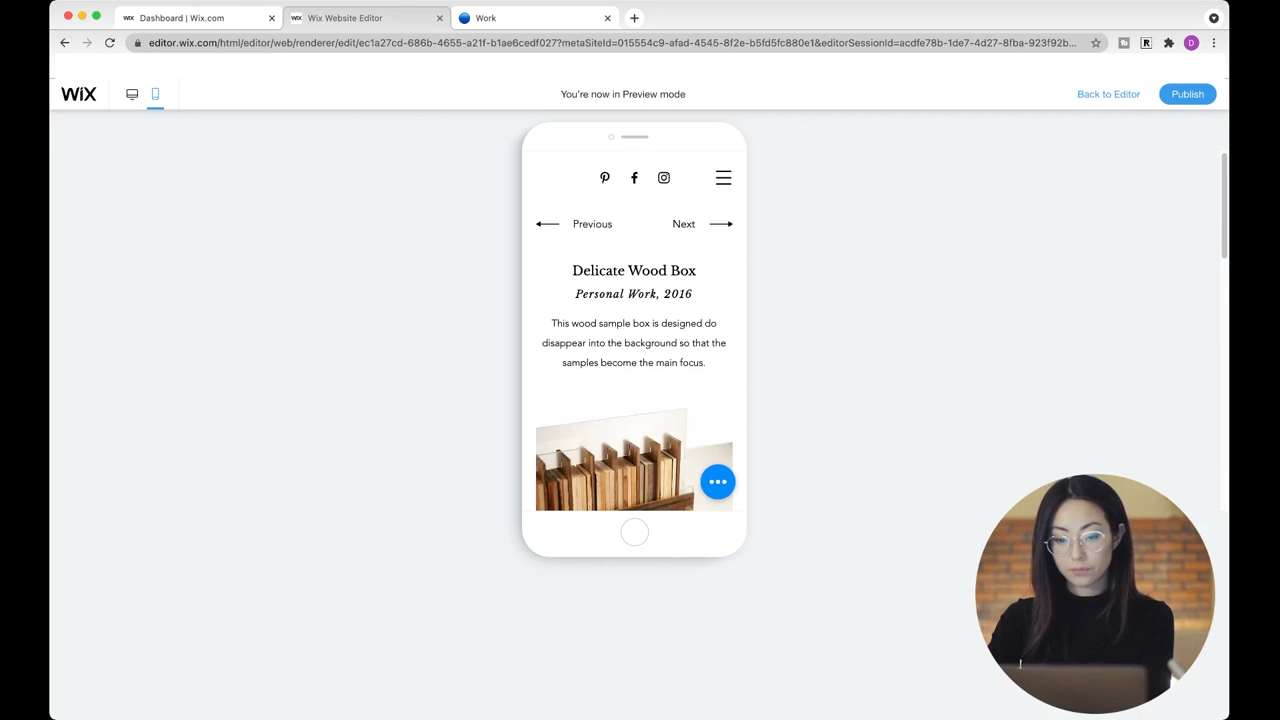 WiX Dashboard | Wix.com
WiX Wix Website Editor
Work
editor.wix.com/html/editor/web/renderer/edit/ec1a27cd-686b-4655-a21f-b1ae6cedf027?metaSiteId=015554c9-afad-4545-8f2e-b5fd5fc880e1&editorSessionId=acdfe78b-1de7-4d27-8fba-923f92b...
R
D
WiX
You're now in Preview mode
Back to Editor
Publish
Previous
Next
Delicate Wood Box
Personal Work, 2016
This wood sample box is designed do
disappear into the background so that the
samples become the main focus.